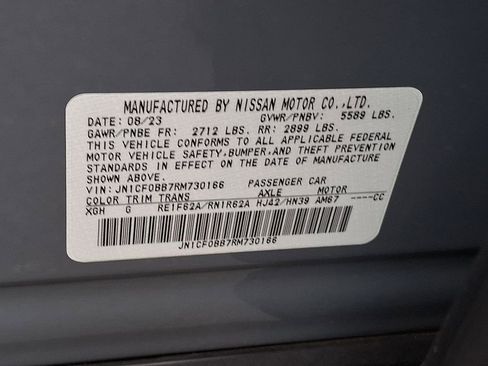 MANUFACTURED BY NISSAN MOTOR CO.,LTD.
DATE: 08/23 GVWR/PNBV: 5589 LBS.
GAWR/PNBE FR: 2712 LBS. RR: 2899 LBS.
THIS VEHICLE CONFORMS TO ALL APPLICABLE FEDERAL
MOTOR VEHICLE SAFETY,BUMPER,AND THEFT PREVENTION
STANDARDS IN EFFECT ON THE DATE OF MANUFACTURE
SHOWN ABOVE.
VIN: JN1CF0BB7RM730166 PASSENGER CAR
COLOR TRIM TRANS AXLE MOTOR
XGH G RE1F62A/RN1R62A HJ42/HN39 AM67 ----CC
JN1CF0BB7RM730166